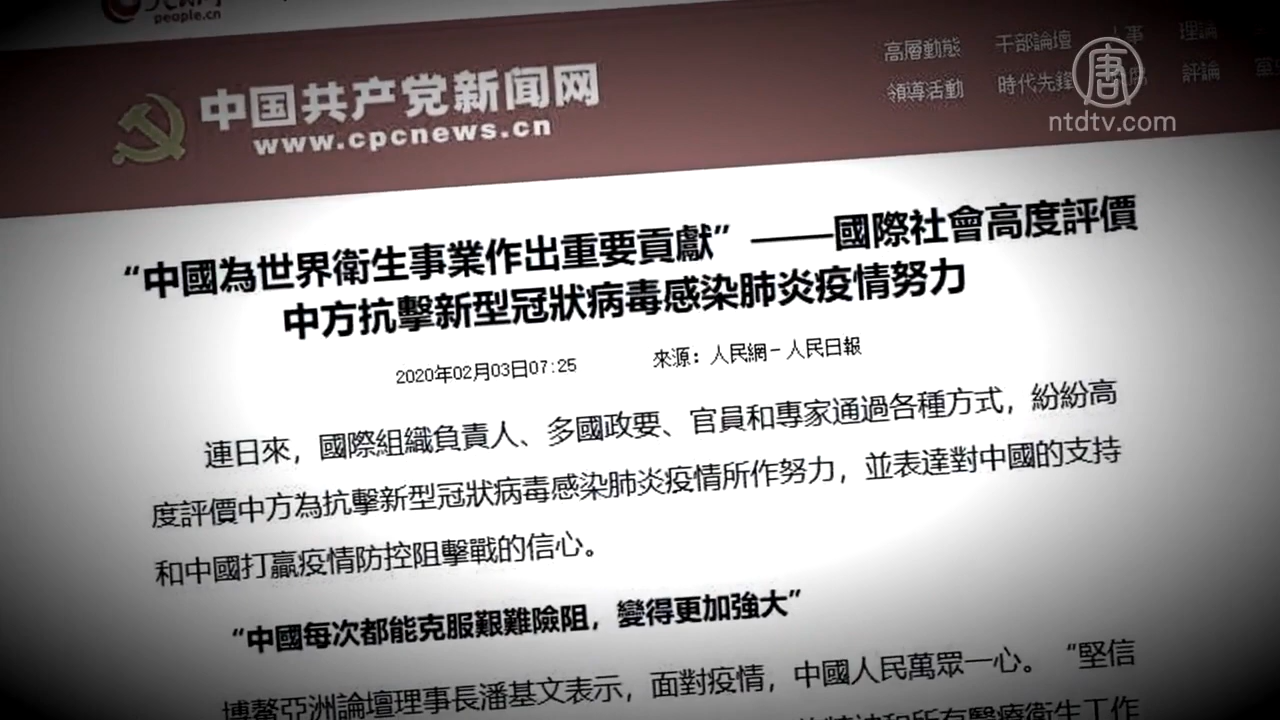 people.cn
高層動態 干部論壇 人事 理論
領導活動 時代先鋒 評論
唐
ntdtv.com
中国共产党新闻网
www.cpcnews.cn
“中國為世界衛生事業作出重要貢獻”——國際社會高度評價
中方抗擊新型冠狀病毒感染肺炎疫情努力
2020年02月03日07:25 來源：人民網-人民日報
連日來，國際組織負責人、多國政要、官員和專家通過各種方式，紛紛高
度評價中方為抗擊新型冠狀病毒感染肺炎疫情所作努力，並表達對中國的支持
和中國打贏疫情防控阻擊戰的信心。
“中國每次都能克服艱難險阻，變得更加強大”
博鰲亞洲論壇理事長潘基文表示，面對疫情，中國人民萬眾一心。“堅信